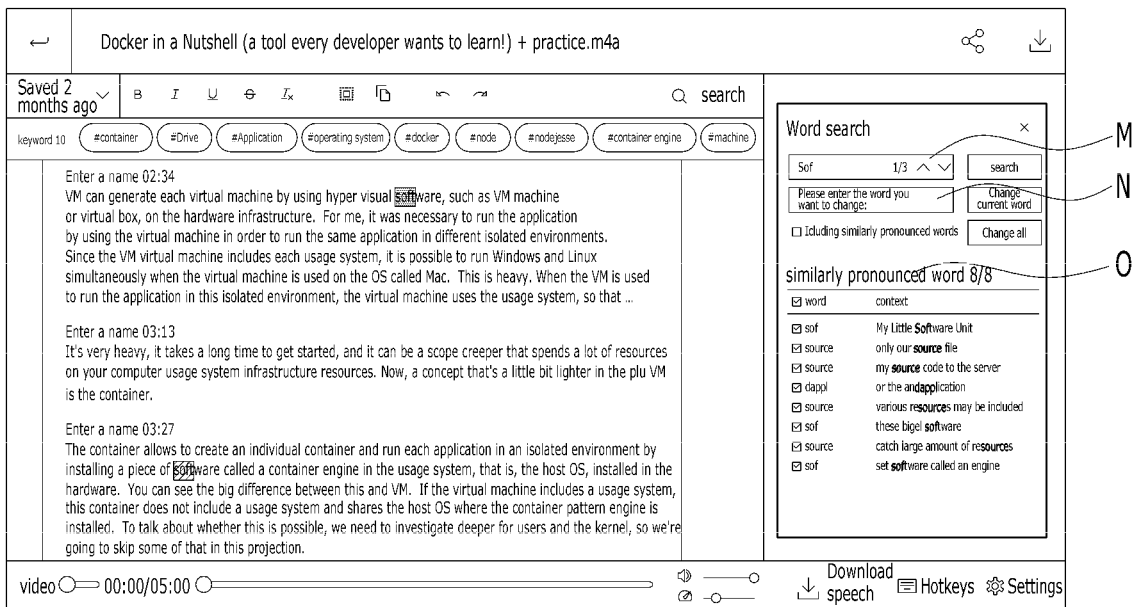 Docker in a Nutshell (a tool every developer wants to learn!) + practice.m4a
Saved 2
months ago
B I U S Ix
search
keyword 10 #container #Drive #Application #operating system #docker #node #nodejesse #container engine #machine
Enter a name 02:34
VM can generate each virtual machine by using hyper visual software, such as VM machine
or virtual box, on the hardware infrastructure. For me, it was necessary to run the application
by using the virtual machine in order to run the same application in different isolated environments.
Since the VM virtual machine includes each usage system, it is possible to run Windows and Linux
simultaneously when the virtual machine is used on the OS called Mac. This is heavy. When the VM is used
to run the application in this isolated environment, the virtual machine uses the usage system, so that ...
Enter a name 03:13
It's very heavy, it takes a long time to get started, and it can be a scope creeper that spends a lot of resources
on your computer usage system infrastructure resources. Now, a concept that's a little bit lighter in the plu VM
is the container.
Enter a name 03:27
The container allows to create an individual container and run each application in an isolated environment by
installing a piece of software called a container engine in the usage system, that is, the host OS, installed in the
hardware. You can see the big difference between this and VM. If the virtual machine includes a usage system,
this container does not include a usage system and shares the host OS where the container pattern engine is
installed. To talk about whether this is possible, we need to investigate deeper for users and the kernel, so we're
going to skip some of that in this projection.
Word search ×
Sof 1/3 search
Please enter the word you
want to change:
Change
current word
Icluding similarly pronounced words Change all
similarly pronounced word 8/8
word context
sof My Little Software Unit
source only our source file
source my source code to the server
dappl or the andapplication
source various resources may be included
sof these bigel software
source catch large amount of resources
sof set software called an engine
M
N
O
video 00:00/05:00
Download
speech
Hotkeys Settings